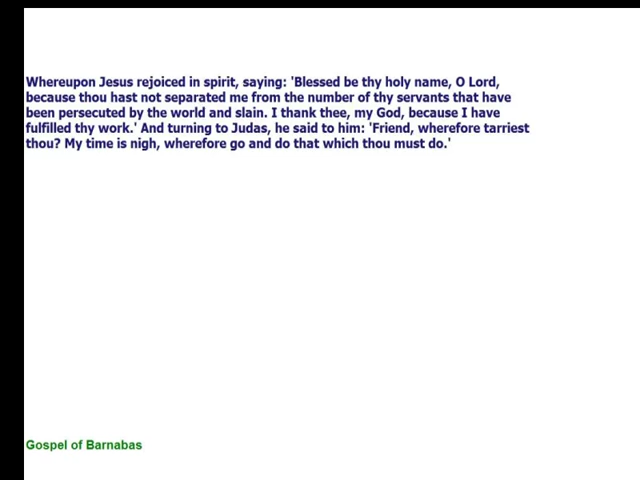 Whereupon Jesus rejoiced in spirit, saying: 'Blessed be thy holy name, O Lord,
because thou hast not separated me from the number of thy servants that have
been persecuted by the world and slain. I thank thee, my God, because I have
fulfilled thy work.' And turning to Judas, he said to him: 'Friend, wherefore tarriest
thou? My time is nigh, wherefore go and do that which thou must do.'
Gospel of Barnabas